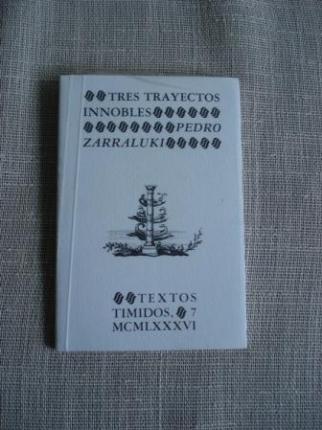 TRES TRAYECTOS
INNOBLES
PEDRO
ZARRALUKI
TEXTOS
TIMIDOS, 7
MCMLXXXVI